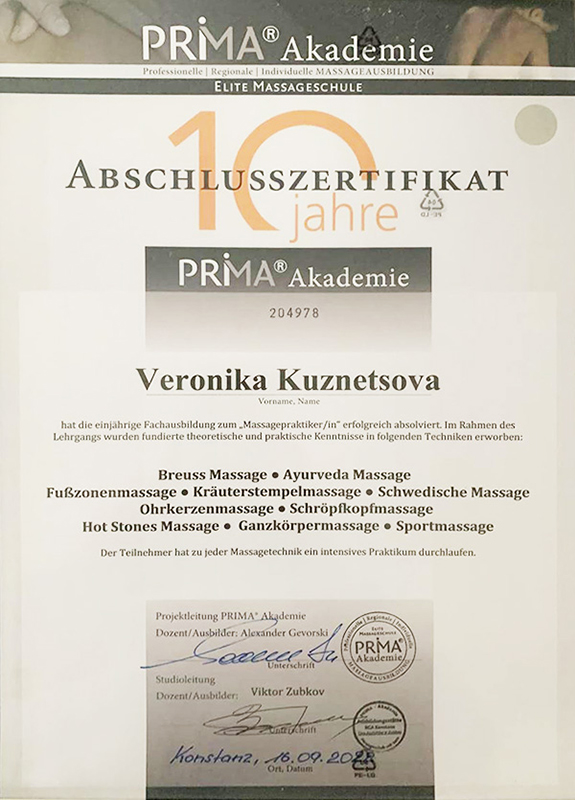 PRiMA® Akademie
Professionelle | Regionale | Individuelle MASSAGEAUSBILDUNG
ELITE MASSAGESCHULE
10
ABSCHLUSSZERTIFIKAT
jahre
PRiMA® Akademie
204978
Veronika Kuznetsova
Vorname, Name
hat die einjährige Fachausbildung zum „Massagepraktiker/in“ erfolgreich absolviert. Im Rahmen des
Lehrgangs wurden fundierte theoretische und praktische Kenntnisse in folgenden Techniken erworben:
Breuss Massage ● Ayurveda Massage
Fußzonenmassage ● Kräuterstempelmassage ● Schwedische Massage
Ohrkerzenmassage ● Schröpfkopfmassage
Hot Stones Massage ● Ganzkörpermassage ● Sportmassage
Der Teilnehmer hat zu jeder Massagetechnik ein intensives Praktikum durchlaufen.
Projektleitung PRIMA® Akademie
Dozent/Ausbilder: Alexander Gevorski
Unterschrift
ELITE
MASSAGESCHULE
PRiMA®
Akademie
MASSAGEAUSBILDUNG
Studioleitung
Dozent/Ausbilder: Viktor Zubkov
Unterschrift
Konstanz, 16.09.202
Ort, Datum